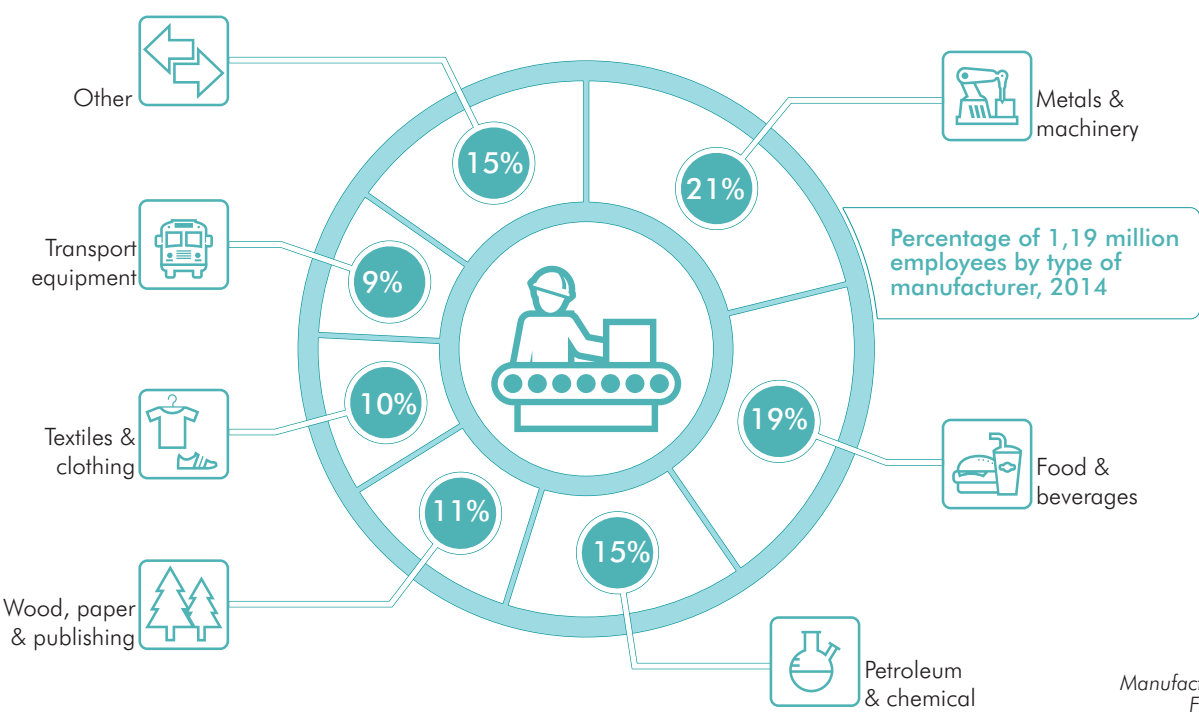 Other
15%
21%
Metals &
machinery
Transport
equipment
9%
Percentage of 1,19 million
employees by type of
manufacturer, 2014
Textiles &
clothing
10%
19%
Food &
beverages
Wood, paper
& publishing
11%
15%
Petroleum
& chemical